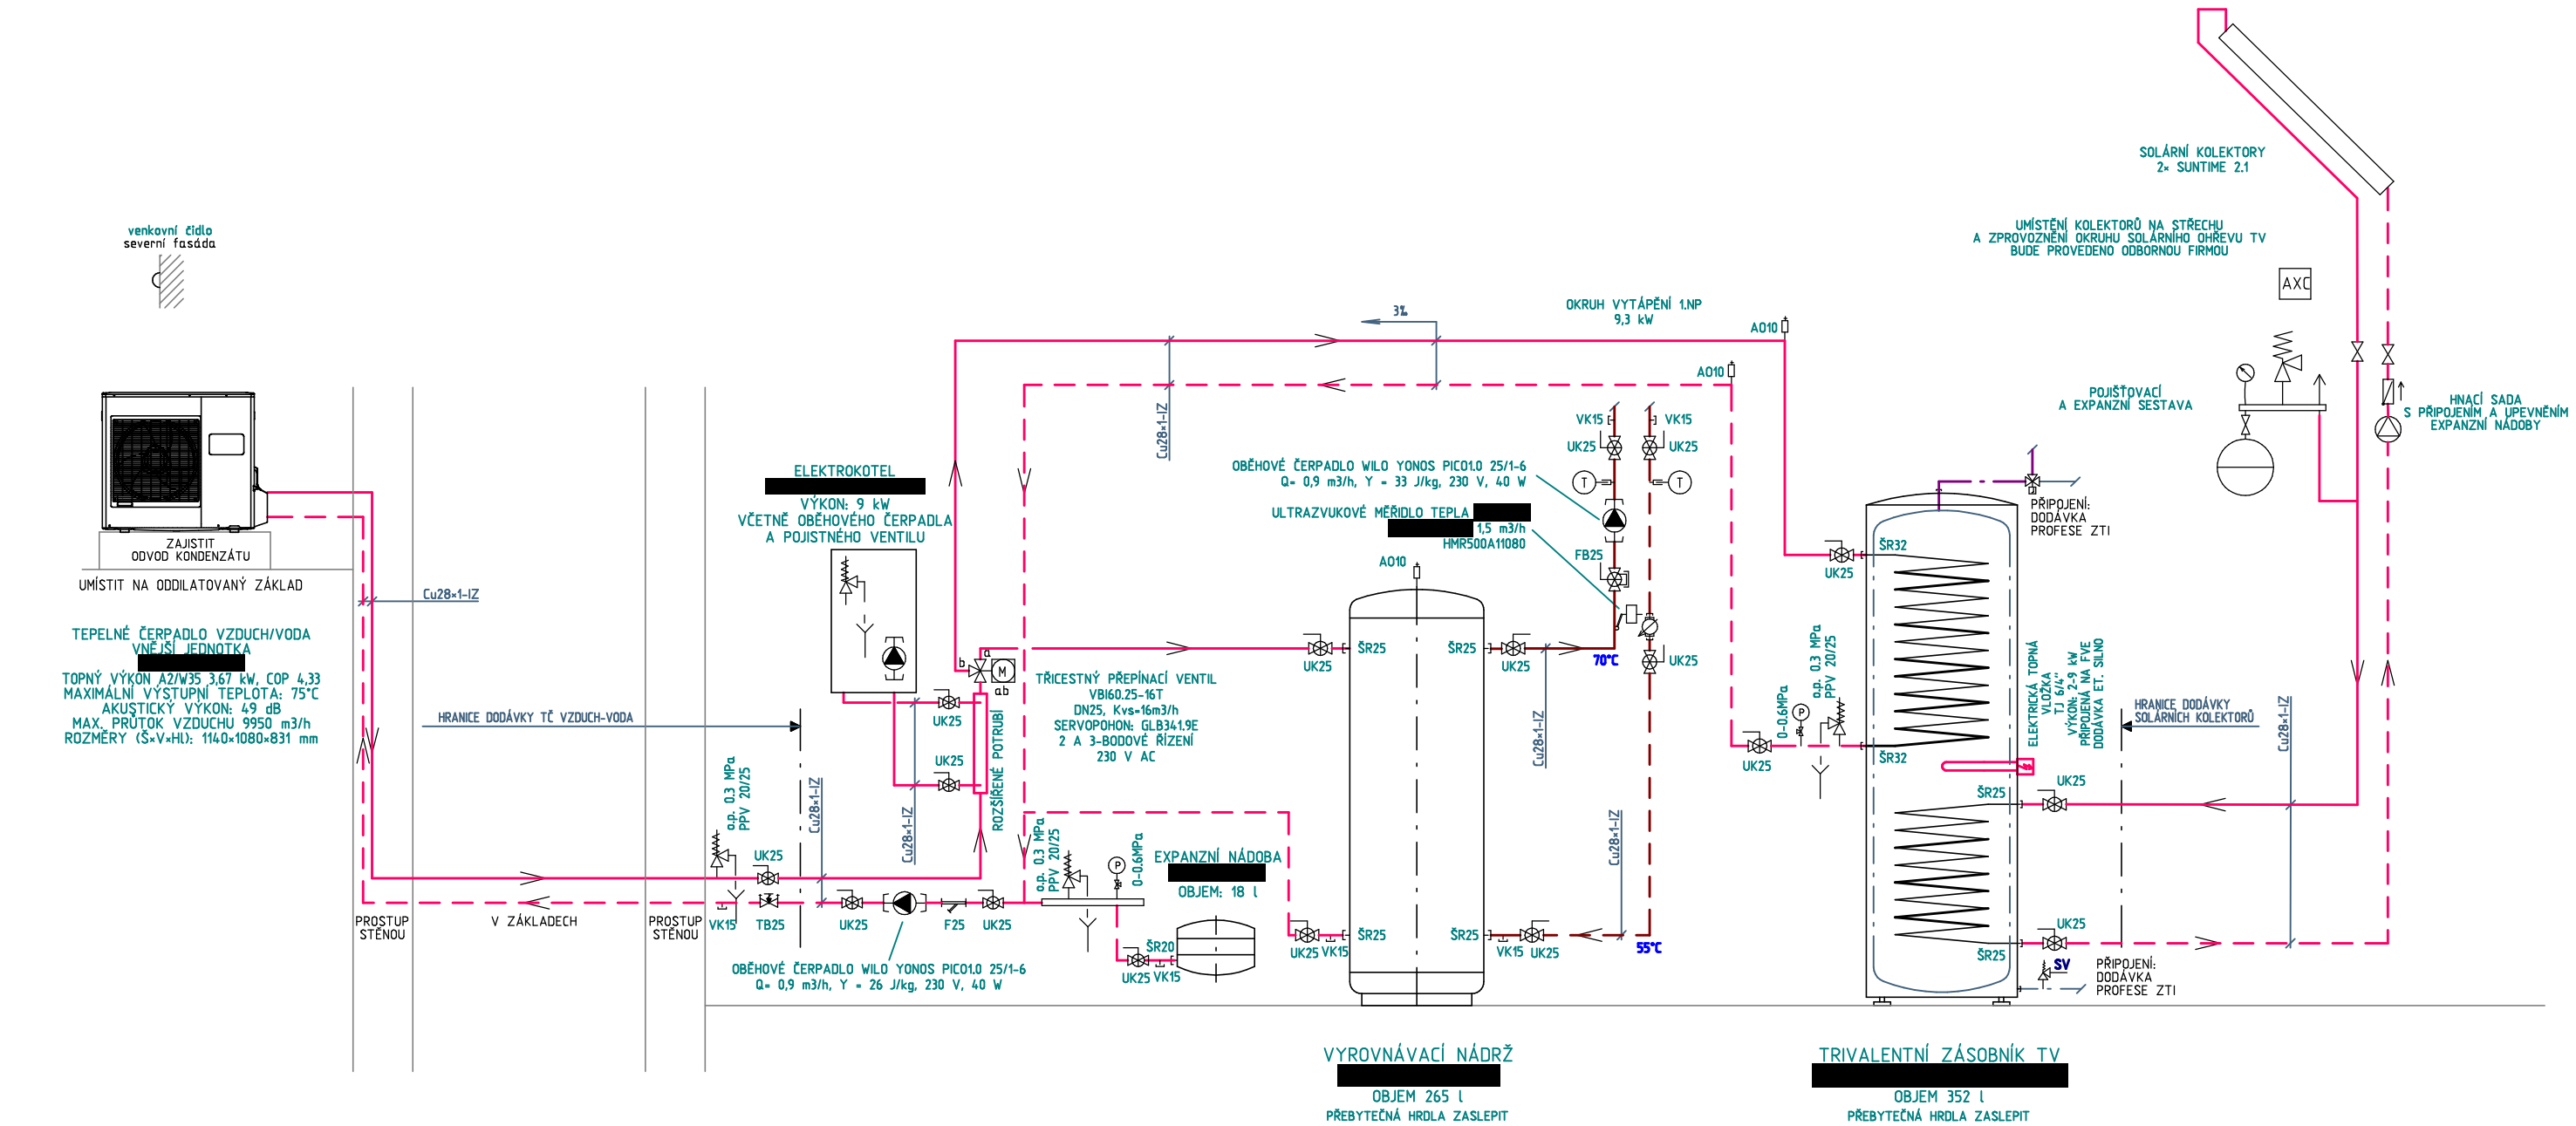 SOLÁRNÍ KOLEKTORY
2× SUNTIME 2.1
venkovní čidlo
severní fasáda
UMÍSTĚNÍ KOLEKTORŮ NA STŘECHU
A ZPROVOZNĚNÍ OKRUHU SOLÁRNÍHO OHŘEVU TV
BUDE PROVEDENO ODBORNOU FIRMOU
AXC
3‰
OKRUH VYTÁPĚNÍ 1.NP
9,3 kW
AO10
AO10
POJIŠŤOVACÍ
A EXPANZNÍ SESTAVA
HNACÍ SADA
S PŘIPOJENÍM A UPEVNĚNÍM
EXPANZNÍ NÁDOBY
Cu28×1-IZ
VK15
VK15
UK25
UK25
T
T
OBĚHOVÉ ČERPADLO WILO YONOS PICO1.0 25/1-6
Q= 0,9 m3/h, Y = 33 J/kg, 230 V, 40 W
ULTRAZVUKOVÉ MĚŘIDLO TEPLA
1,5 m3/h
HMR500A11080
FB25
AO10
ELEKTROKOTEL
VÝKON: 9 kW
VČETNĚ OBĚHOVÉHO ČERPADLA
A POJISTNÉHO VENTILU
PŘIPOJENÍ:
DODÁVKA
PROFESE ZTI
ZAJISTIT
ODVOD KONDENZÁTU
UMÍSTIT NA ODDILATOVANÝ ZÁKLAD
Cu28×1-IZ
TEPELNÉ ČERPADLO VZDUCH/VODA
VNĚJŠÍ JEDNOTKA
TOPNÝ VÝKON A2/W35 3,67 kW, COP 4,33
MAXIMÁLNÍ VÝSTUPNÍ TEPLOTA: 75°C
AKUSTICKÝ VÝKON: 49 dB
MAX. PRŮTOK VZDUCHU 9950 m3/h
ROZMĚRY (Š×V×Hl): 1140×1080×831 mm
HRANICE DODÁVKY TČ VZDUCH-VODA
a
b
M
ab
UK25
UK25
ROZŠÍŘENÉ POTRUBÍ
TŘICESTNÝ PŘEPÍNACÍ VENTIL
VBI60.25-16T
DN25, Kvs=16m3/h
SERVOPOHON: GLB341.9E
2 A 3-BODOVÉ ŘÍZENÍ
230 V AC
UK25
ŠR25
ŠR25
UK25
70°C
UK25
Cu28×1-IZ
UK25
ŠR32
UK25
0-0.6MPa
P
o.p. 0.3 MPa
PPV 20/25
ŠR32
ELEKTRICKÁ TOPNÁ
VLOŽKA
TJ 6/4"
VÝKON: 2-9 kW
PŘIPOJENÁ NA FVE
DODÁVKA ET. SILNO
HRANICE DODÁVKY
SOLÁRNÍCH KOLEKTORŮ
Cu28×1-IZ
UK25
ŠR25
o.p. 0.3 MPa
PPV 20/25
Cu28×1-IZ
Cu28×1-IZ
UK25
o.p. 0.3 MPa
PPV 20/25
P
0-0.6MPa
EXPANZNÍ NÁDOBA
OBJEM: 18 l
Cu28×1-IZ
PROSTUP
STĚNOU
V ZÁKLADECH
PROSTUP
STĚNOU
VK15
TB25
UK25
F25
UK25
ŠR20
UK25
VK15
UK25
VK15
ŠR25
ŠR25
VK15
UK25
55°C
UK25
ŠR25
SV
PŘIPOJENÍ:
DODÁVKA
PROFESE ZTI
OBĚHOVÉ ČERPADLO WILO YONOS PICO1.0 25/1-6
Q= 0,9 m3/h, Y = 26 J/kg, 230 V, 40 W
VYROVNÁVACÍ NÁDRŽ
OBJEM 265 l
PŘEBYTEČNÁ HRDLA ZASLEPIT
TRIVALENTNÍ ZÁSOBNÍK TV
OBJEM 352 l
PŘEBYTEČNÁ HRDLA ZASLEPIT